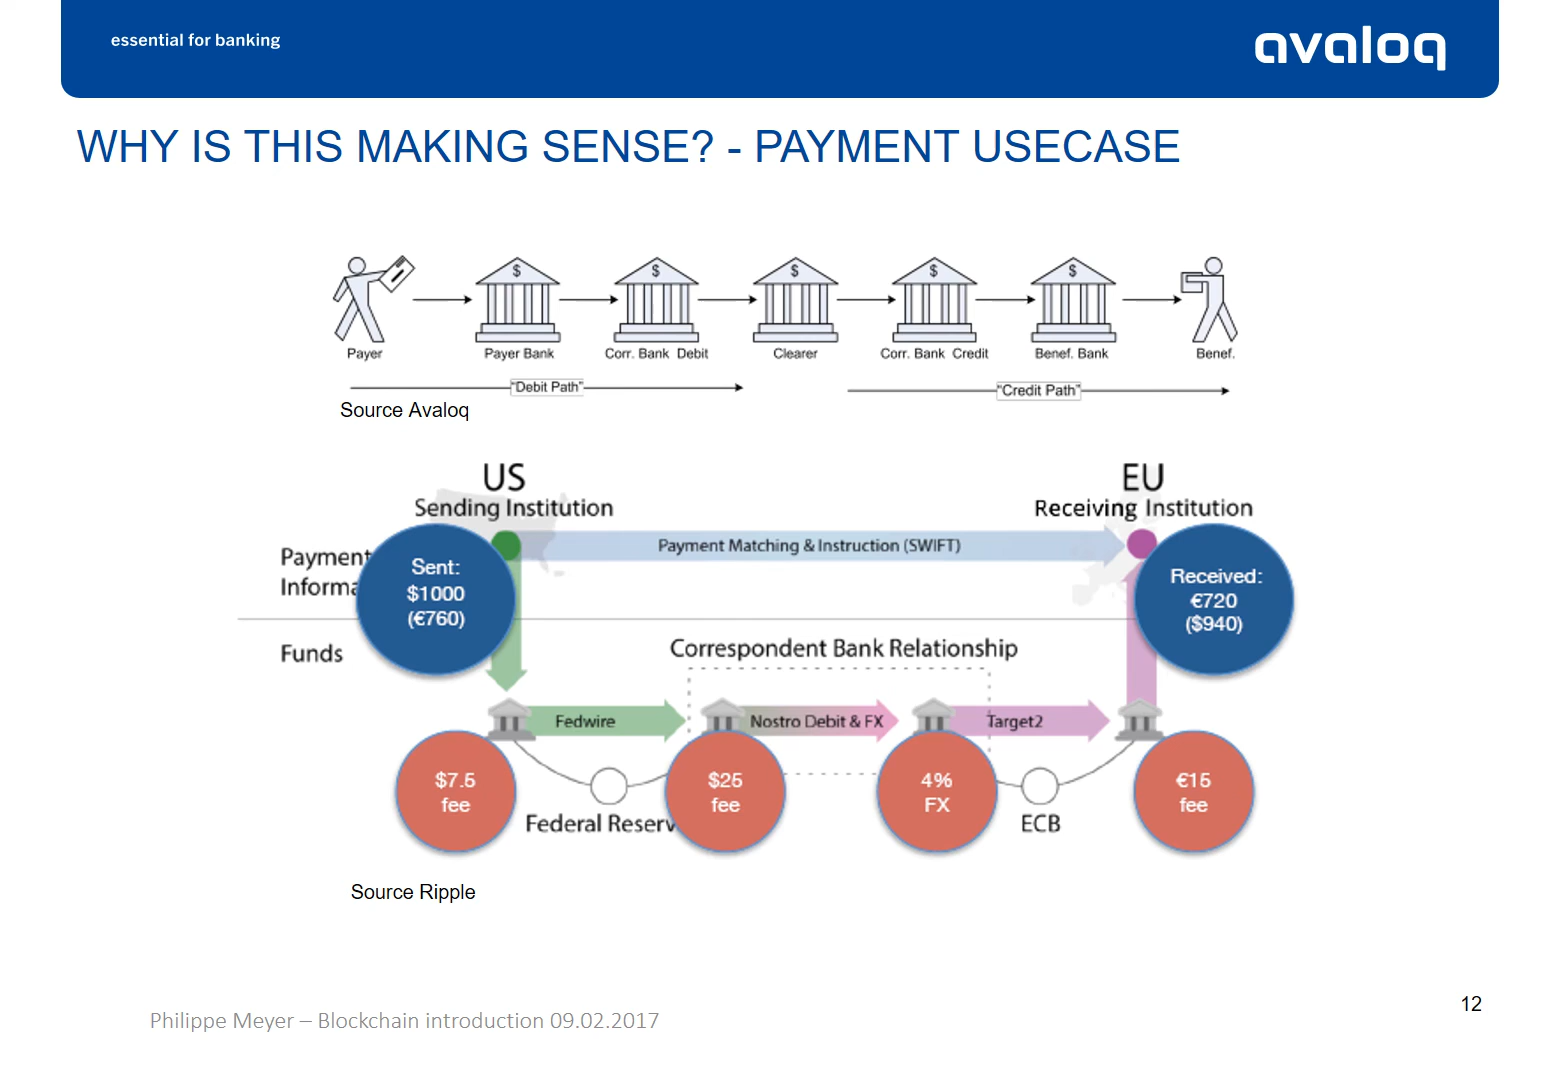 essential for banking
avaloq
WHY IS THIS MAKING SENSE? - PAYMENT USECASE
$ $ $ $ $
Payer Payer Bank Corr. Bank Debit Clearer Corr. Bank Credit Benef. Bank Benef.
"Debit Path" "Credit Path"
Source Avaloq
US EU
Sending Institution Receiving Institution
Payment Matching & Instruction (SWIFT)
Payment
Informa
Sent:
$1000
(€760)
Received:
€720
($940)
Funds
Correspondent Bank Relationship
Fedwire Nostro Debit & FX Target2
$7.5
fee
$25
fee
4%
FX
€15
fee
Federal Reserv ECB
Source Ripple
Philippe Meyer – Blockchain introduction 09.02.2017
12